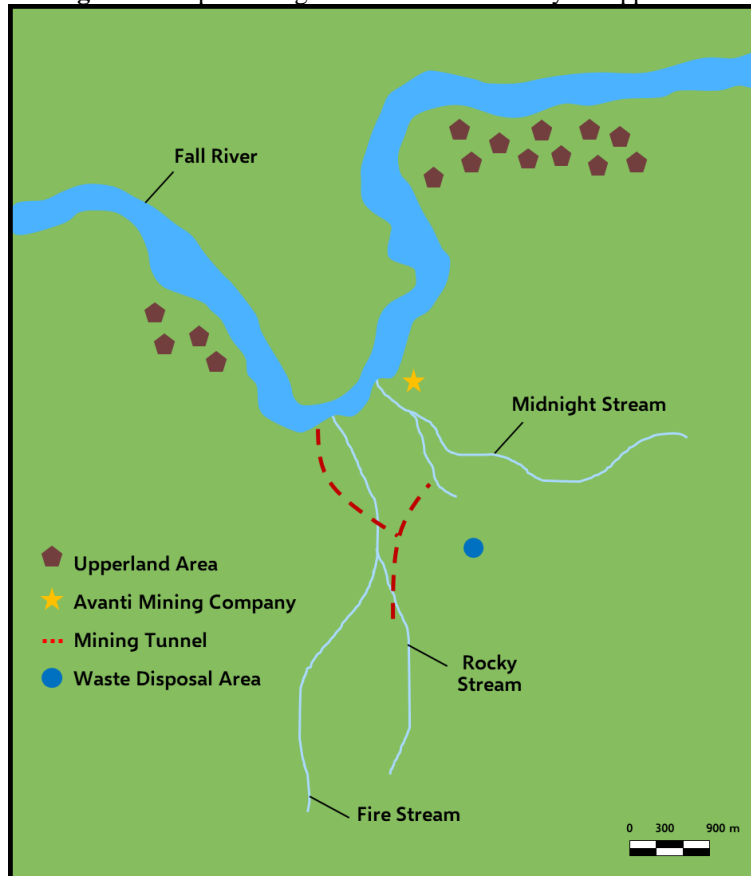 Fall River
Midnight Stream
Upperland Area
Avanti Mining Company
Mining Tunnel
Waste Disposal Area
Rocky
Stream
Fire Stream
0 300 900 m